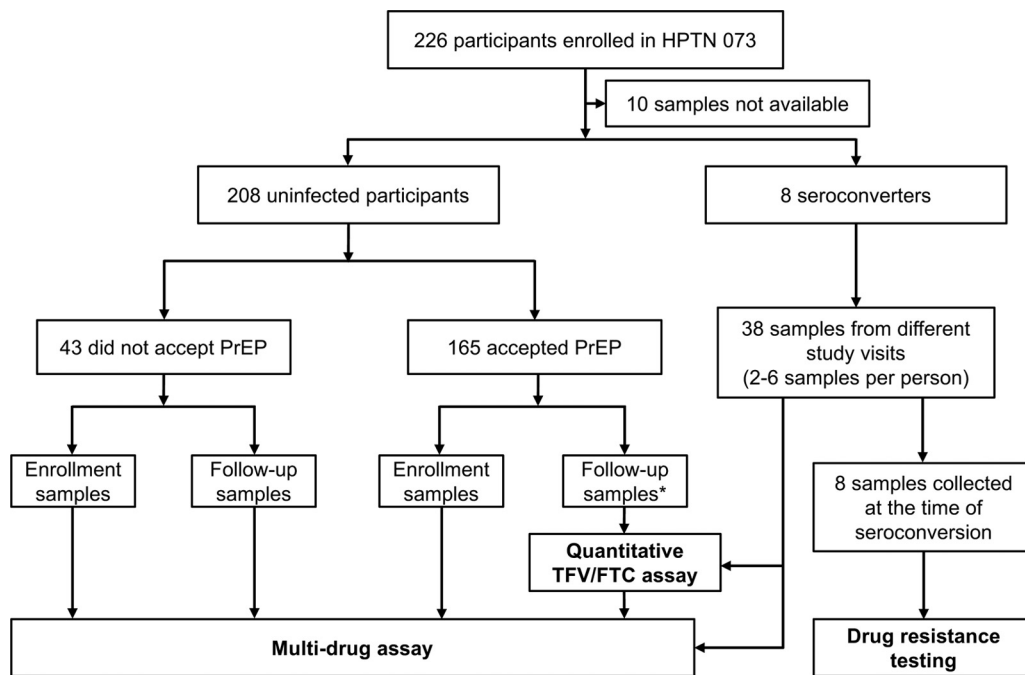 226 participants enrolled in HPTN 073
10 samples not available
208 uninfected participants
8 seroconverters
43 did not accept PrEP
165 accepted PrEP
38 samples from different
study visits
(2-6 samples per person)
Enrollment
samples
Follow-up
samples
Enrollment
samples
Follow-up
samples*
8 samples collected
at the time of
seroconversion
Quantitative
TFV/FTC assay
Multi-drug assay
Drug resistance
testing